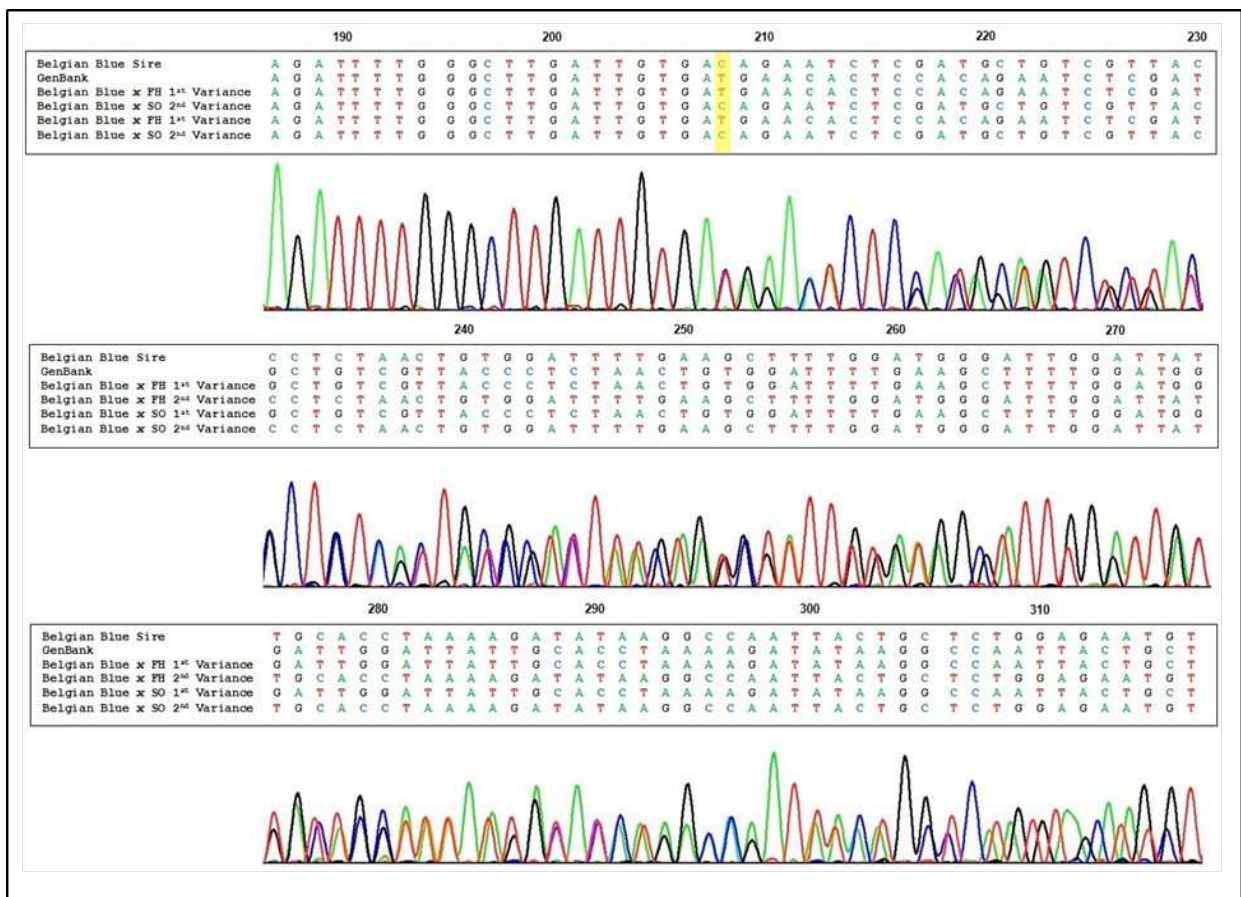 190 200 210 220 230
Belgian Blue Sire A G A T T T T G G G C T T G A T T G T G A C A G A A T C T C G A T G C T G T C G T T A C
GenBank A G A T T T T G G G C T T G A T T G T G A T G A A C A C T C C A C A G A A T C T C G A T
Belgian Blue x FH 1st Variance A G A T T T T G G G C T T G A T T G T G A T G A A C A C T C C A C A G A A T C T C G A T
Belgian Blue x SO 2nd Variance A G A T T T T G G G C T T G A T T G T G A C A G A A T C T C G A T G C T G T C G T T A C
Belgian Blue x FH 1st Variance A G A T T T T G G G C T T G A T T G T G A T G A A C A C T C C A C A G A A T C T C G A T
Belgian Blue x SO 2nd Variance A G A T T T T G G G C T T G A T T G T G A C A G A A T C T C G A T G C T G T C G T T A C
240 250 260 270
Belgian Blue Sire C C T C T A A C T G T G G A T T T T G A A G C T T T T G G A T G G G A T T G G A T T A T
GenBank G C T G T C G T T A C C C T C T A A C T G T G G A T T T T G A A G C T T T T G G A T G G
Belgian Blue x FH 1st Variance G C T G T C G T T A C C C T C T A A C T G T G G A T T T T G A A G C T T T T G G A T G G
Belgian Blue x FH 2nd Variance C C T C T A A C T G T G G A T T T T G A A G C T T T T G G A T G G G A T T G G A T T A T
Belgian Blue x SO 1st Variance G C T G T C G T T A C C C T C T A A C T G T G G A T T T T G A A G C T T T T G G A T G G
Belgian Blue x SO 2nd Variance C C T C T A A C T G T G G A T T T T G A A G C T T T T G G A T G G G A T T G G A T T A T
280 290 300 310
Belgian Blue Sire T G C A C C T A A A A G A T A T A A G G C C A A T T A C T G C T C T G G A G A A T G T
GenBank G A T T G G A T T A T T G C A C C T A A A A G A T A T A A G G C C A A T T A C T G C T
Belgian Blue x FH 1st Variance G A T T G G A T T A T T G C A C C T A A A A G A T A T A A G G C C A A T T A C T G C T
Belgian Blue x FH 2nd Variance T G C A C C T A A A A G A T A T A A G G C C A A T T A C T G C T C T G G A G A A T G T
Belgian Blue x SO 1st Variance G A T T G G A T T A T T G C A C C T A A A A G A T A T A A G G C C A A T T A C T G C T
Belgian Blue x SO 2nd Variance T G C A C C T A A A A G A T A T A A G G C C A A T T A C T G C T C T G G A G A A T G T